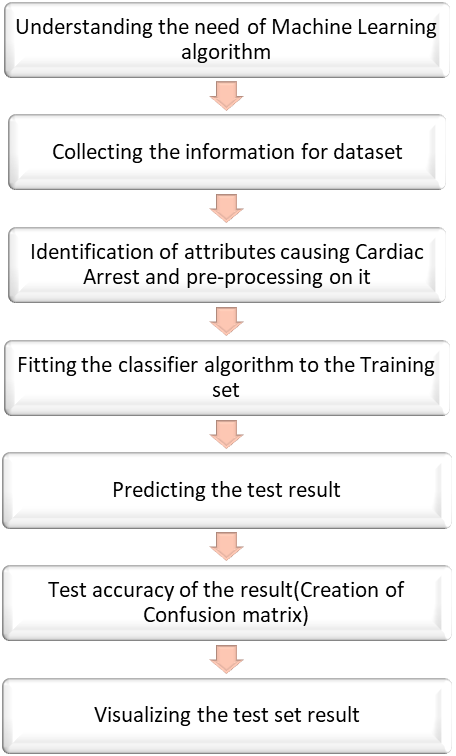 Understanding the need of Machine Learning
algorithm
Collecting the information for dataset
Identification of attributes causing Cardiac
Arrest and pre-processing on it
Fitting the classifier algorithm to the Training
set
Predicting the test result
Test accuracy of the result(Creation of
Confusion matrix)
Visualizing the test set result